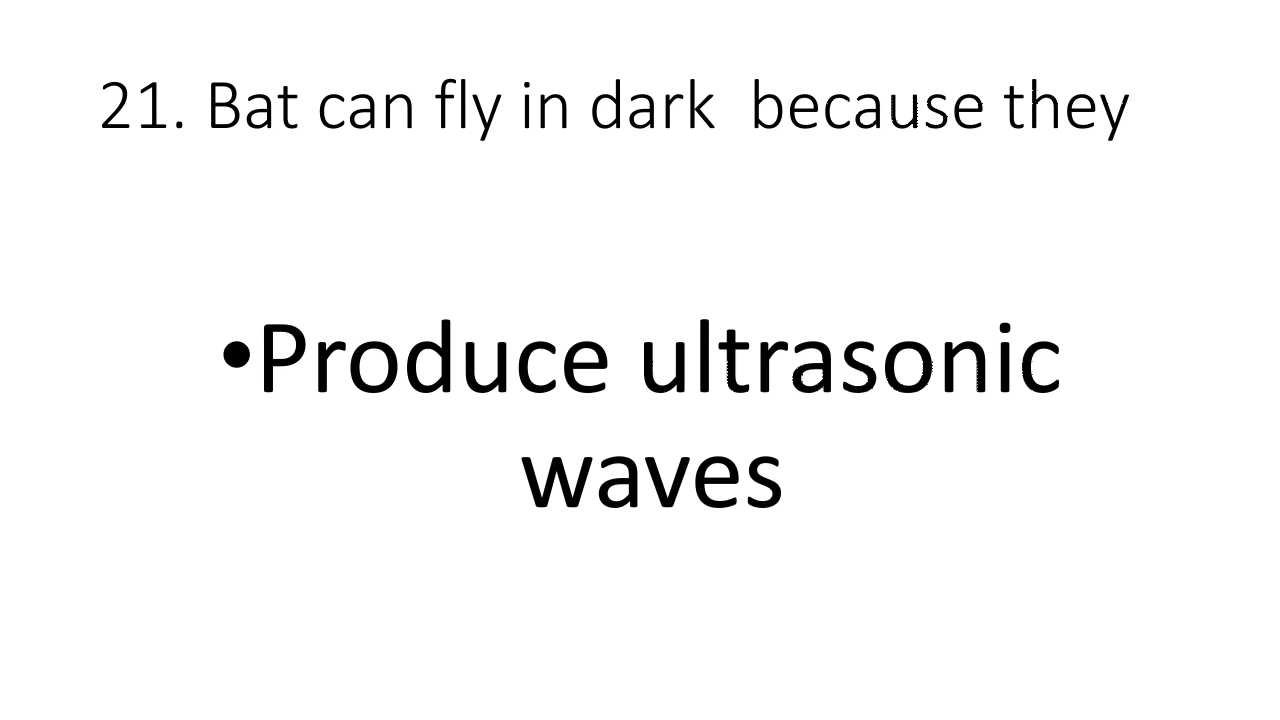 21. Bat can fly in dark  because they
•Produce ultrasonic
waves